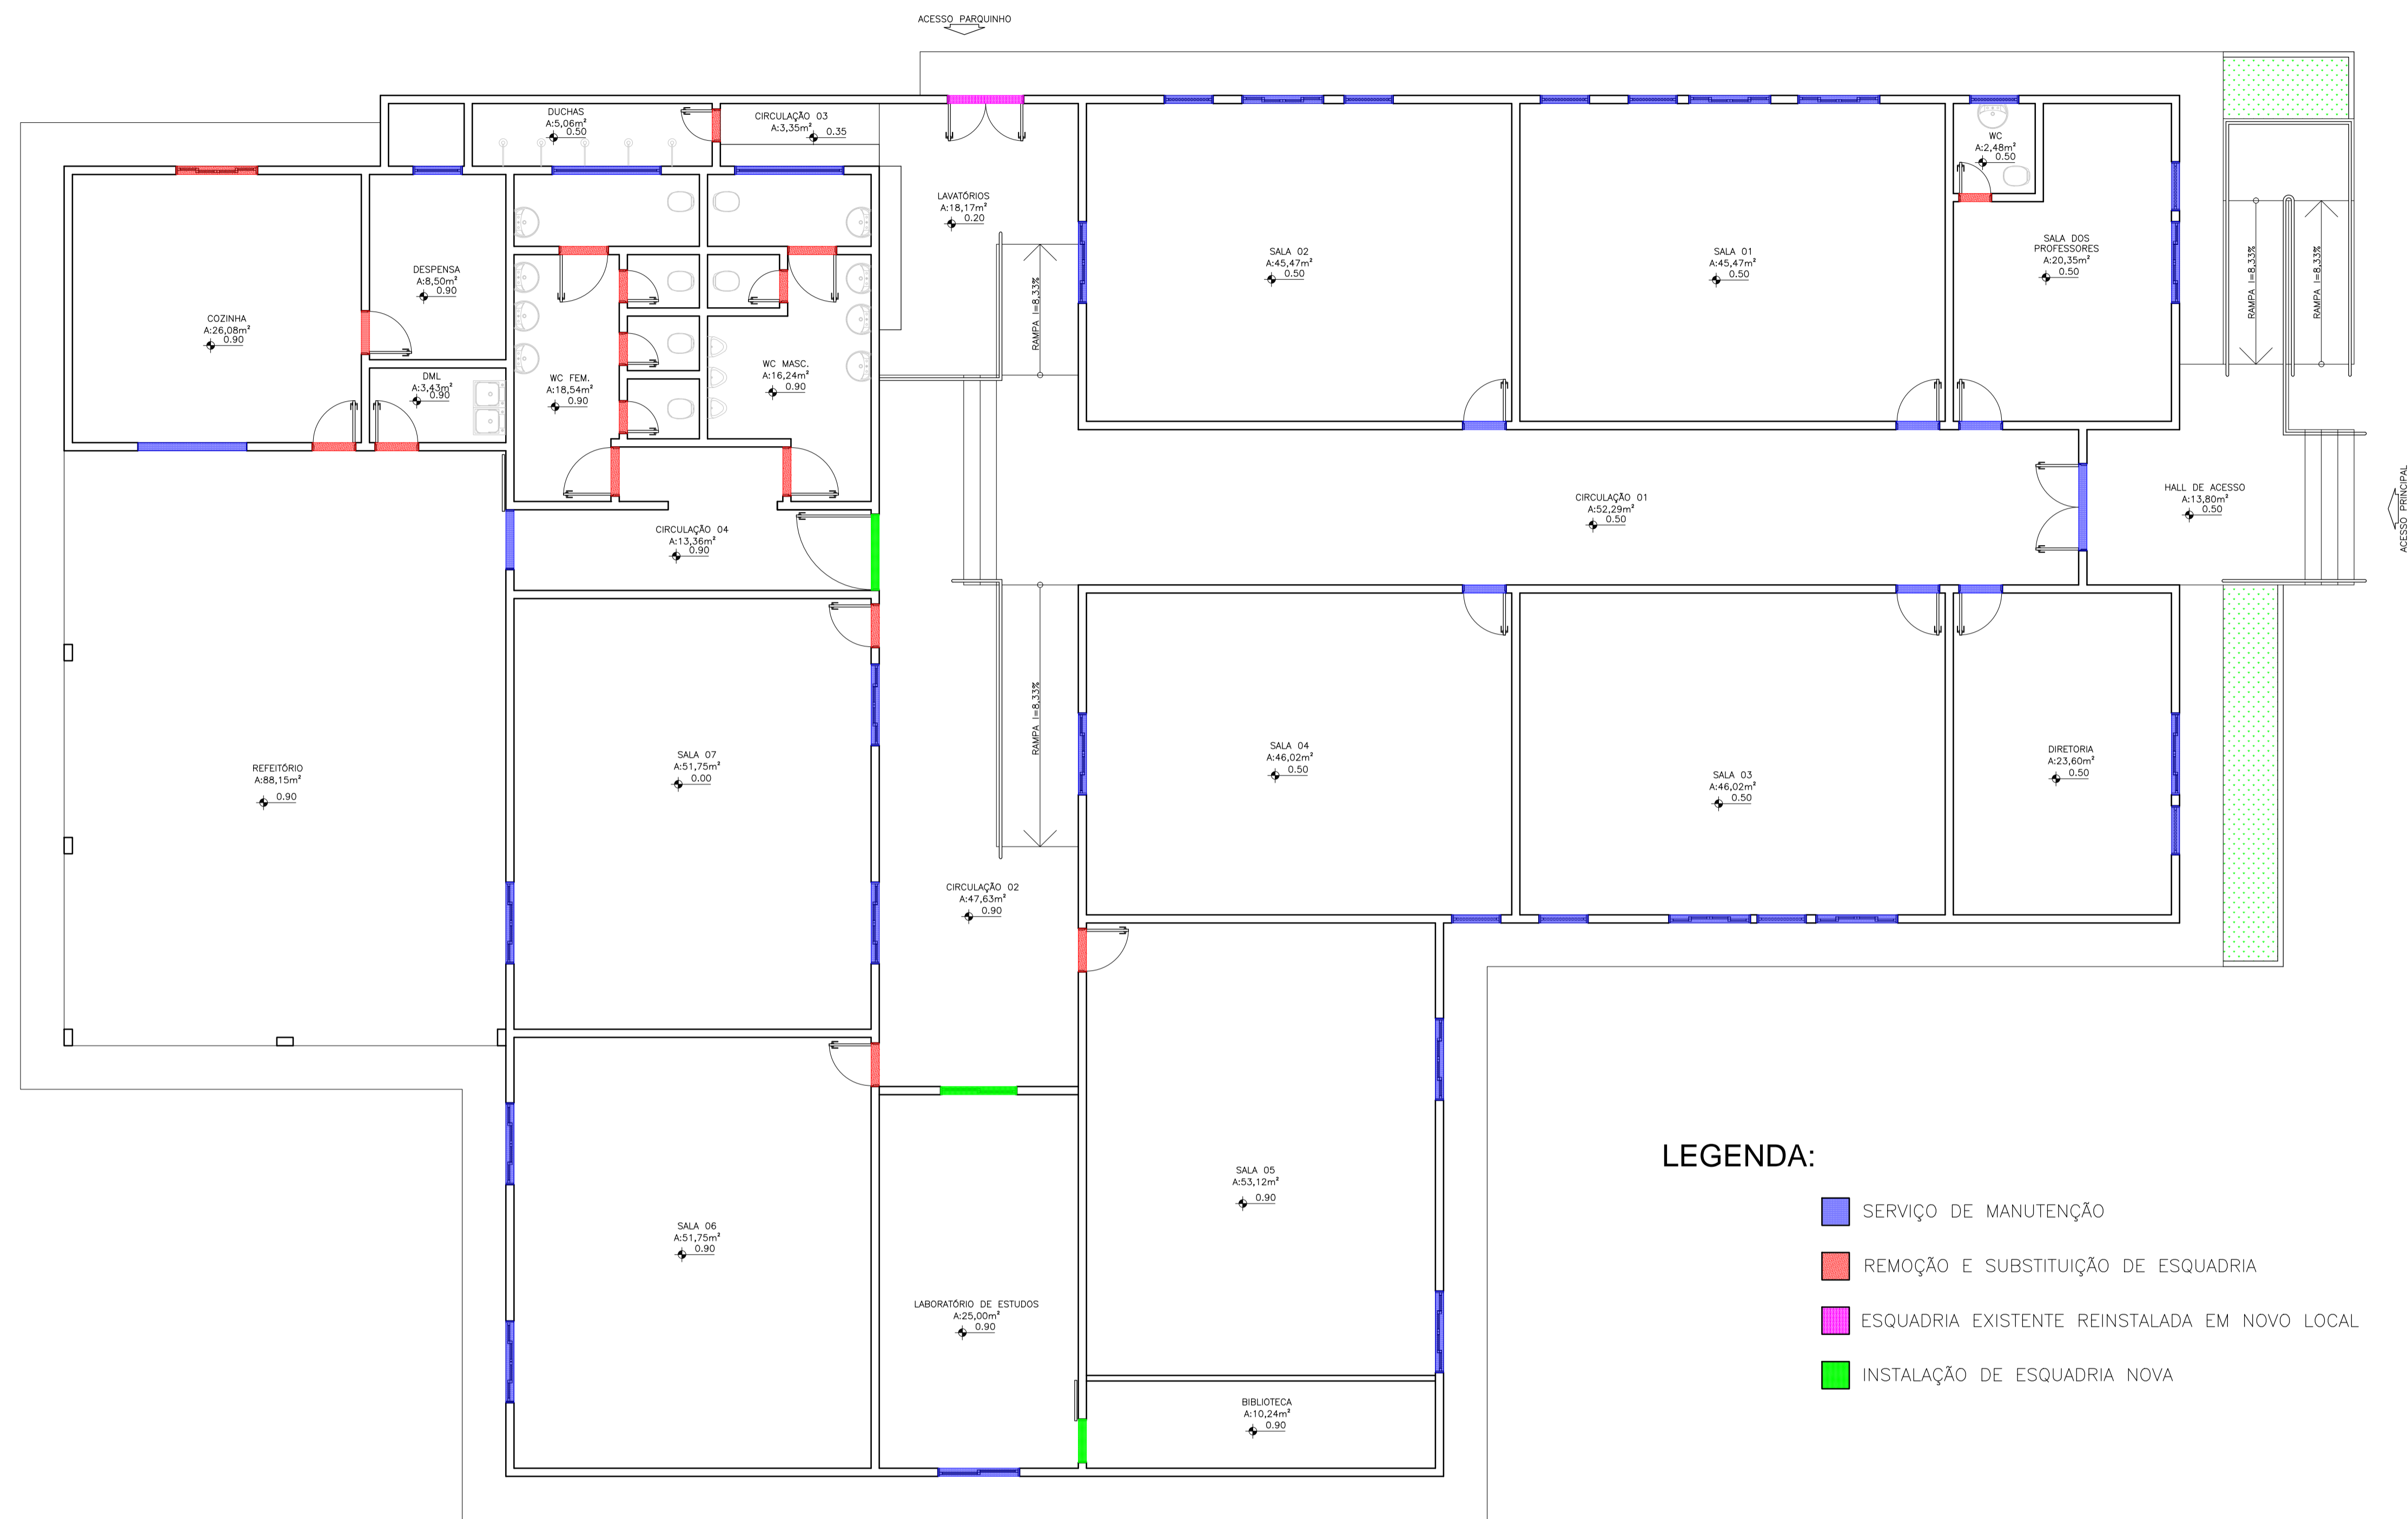 ACESSO PARQUINHO
DUCHAS
A:5,06m²
0.50
CIRCULAÇÃO 03
A:3,35m²
0.35
WC
A:2,48m²
0.50
LAVATÓRIOS
A:18,17m²
0.20
SALA 02
A:45,47m²
0.50
SALA 01
A:45,47m²
0.50
SALA DOS
PROFESSORES
A:20,35m²
0.50
RAMPA I=8,33%
RAMPA I=8,33%
RAMPA I=8,33%
DESPENSA
A:8,50m²
0.90
COZINHA
A:26,08m²
0.90
DML
A:3,43m²
0.90
WC FEM.
A:18,54m²
0.90
WC MASC.
A:16,24m²
0.90
CIRCULAÇÃO 04
A:13,36m²
0.90
CIRCULAÇÃO 01
A:52,29m²
0.50
HALL DE ACESSO
A:13,80m²
0.50
ACESSO PRINCIPAL
RAMPA I=8,33%
REFEITÓRIO
A:88,15m²
0.90
SALA 07
A:51,75m²
0.00
SALA 04
A:46,02m²
0.50
SALA 03
A:46,02m²
0.50
DIRETORIA
A:23,60m²
0.50
CIRCULAÇÃO 02
A:47,63m²
0.90
SALA 05
A:53,12m²
0.90
SALA 06
A:51,75m²
0.90
LABORATÓRIO DE ESTUDOS
A:25,00m²
0.90
BIBLIOTECA
A:10,24m²
0.90
LEGENDA:
SERVIÇO DE MANUTENÇÃO
REMOÇÃO E SUBSTITUIÇÃO DE ESQUADRIA
ESQUADRIA EXISTENTE REINSTALADA EM NOVO LOCAL
INSTALAÇÃO DE ESQUADRIA NOVA